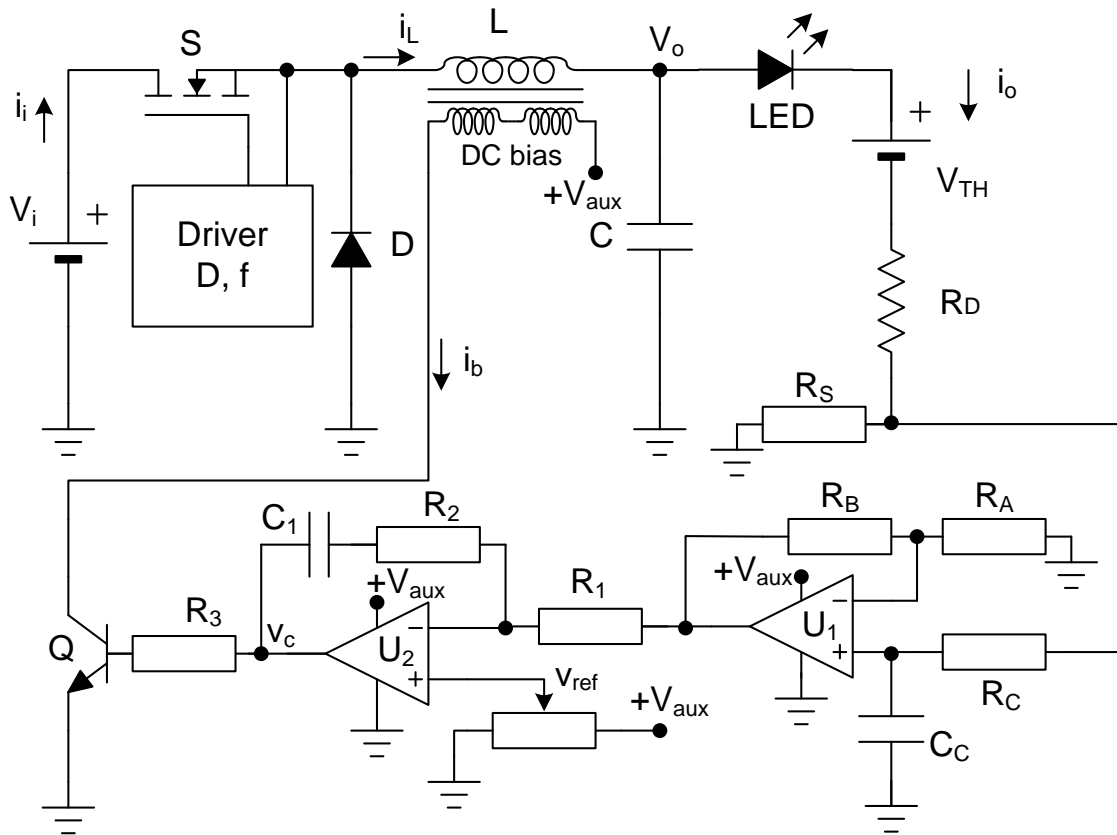 S
i_L
L
V_o
i_i
LED
+
i_o
DC bias
+V_aux
V_TH
V_i
+
Driver
D, f
D
C
R_D
i_b
R_S
C_1
R_2
R_B
R_A
+V_aux
+V_aux
R_3
R_1
−
U_1
+
Q
v_c
−
U_2
+
v_ref
+V_aux
R_C
C_C